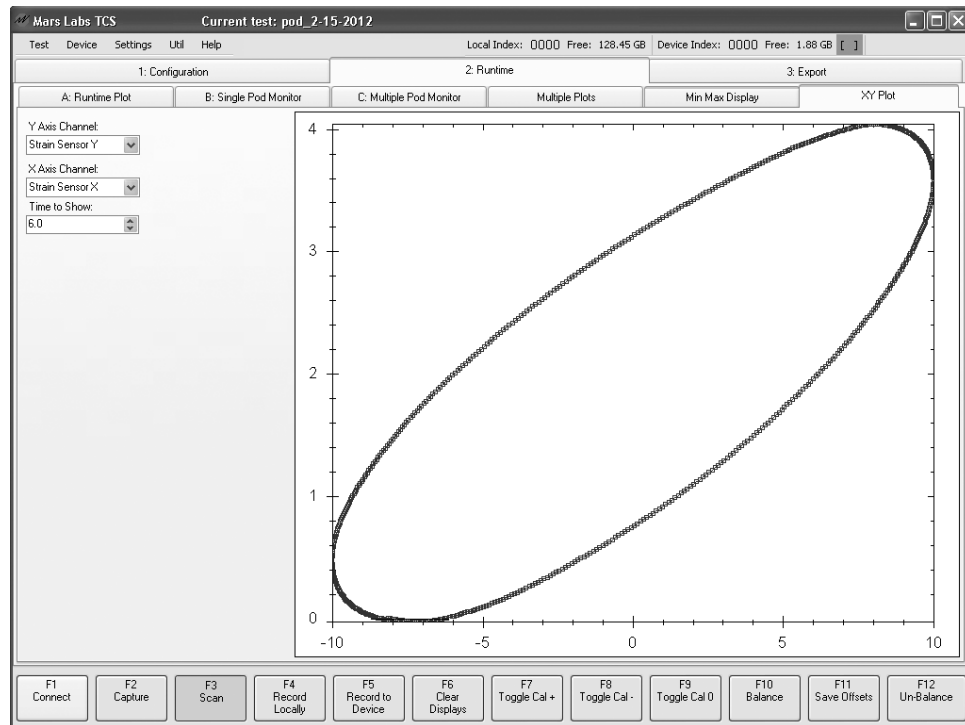 Mars Labs TCS Current test: pod_2-15-2012
Test Device Settings Util Help Local Index: 0000 Free: 128.45 GB Device Index: 0000 Free: 1.88 GB [ ]
1: Configuration 2: Runtime 3: Export
A: Runtime Plot B: Single Pod Monitor C: Multiple Pod Monitor Multiple Plots Min Max Display XY Plot
Y Axis Channel:
Strain Sensor Y
X Axis Channel:
Strain Sensor X
Time to Show:
6.0
4
3
2
1
0
-10 -5 0 5 10
F1 F2 F3 F4 F5 F6 F7 F8 F9 F10 F11 F12
Connect Capture Scan Record Record to Clear Toggle Cal + Toggle Cal - Toggle Cal 0 Balance Save Offsets Un-Balance
Locally Device Displays